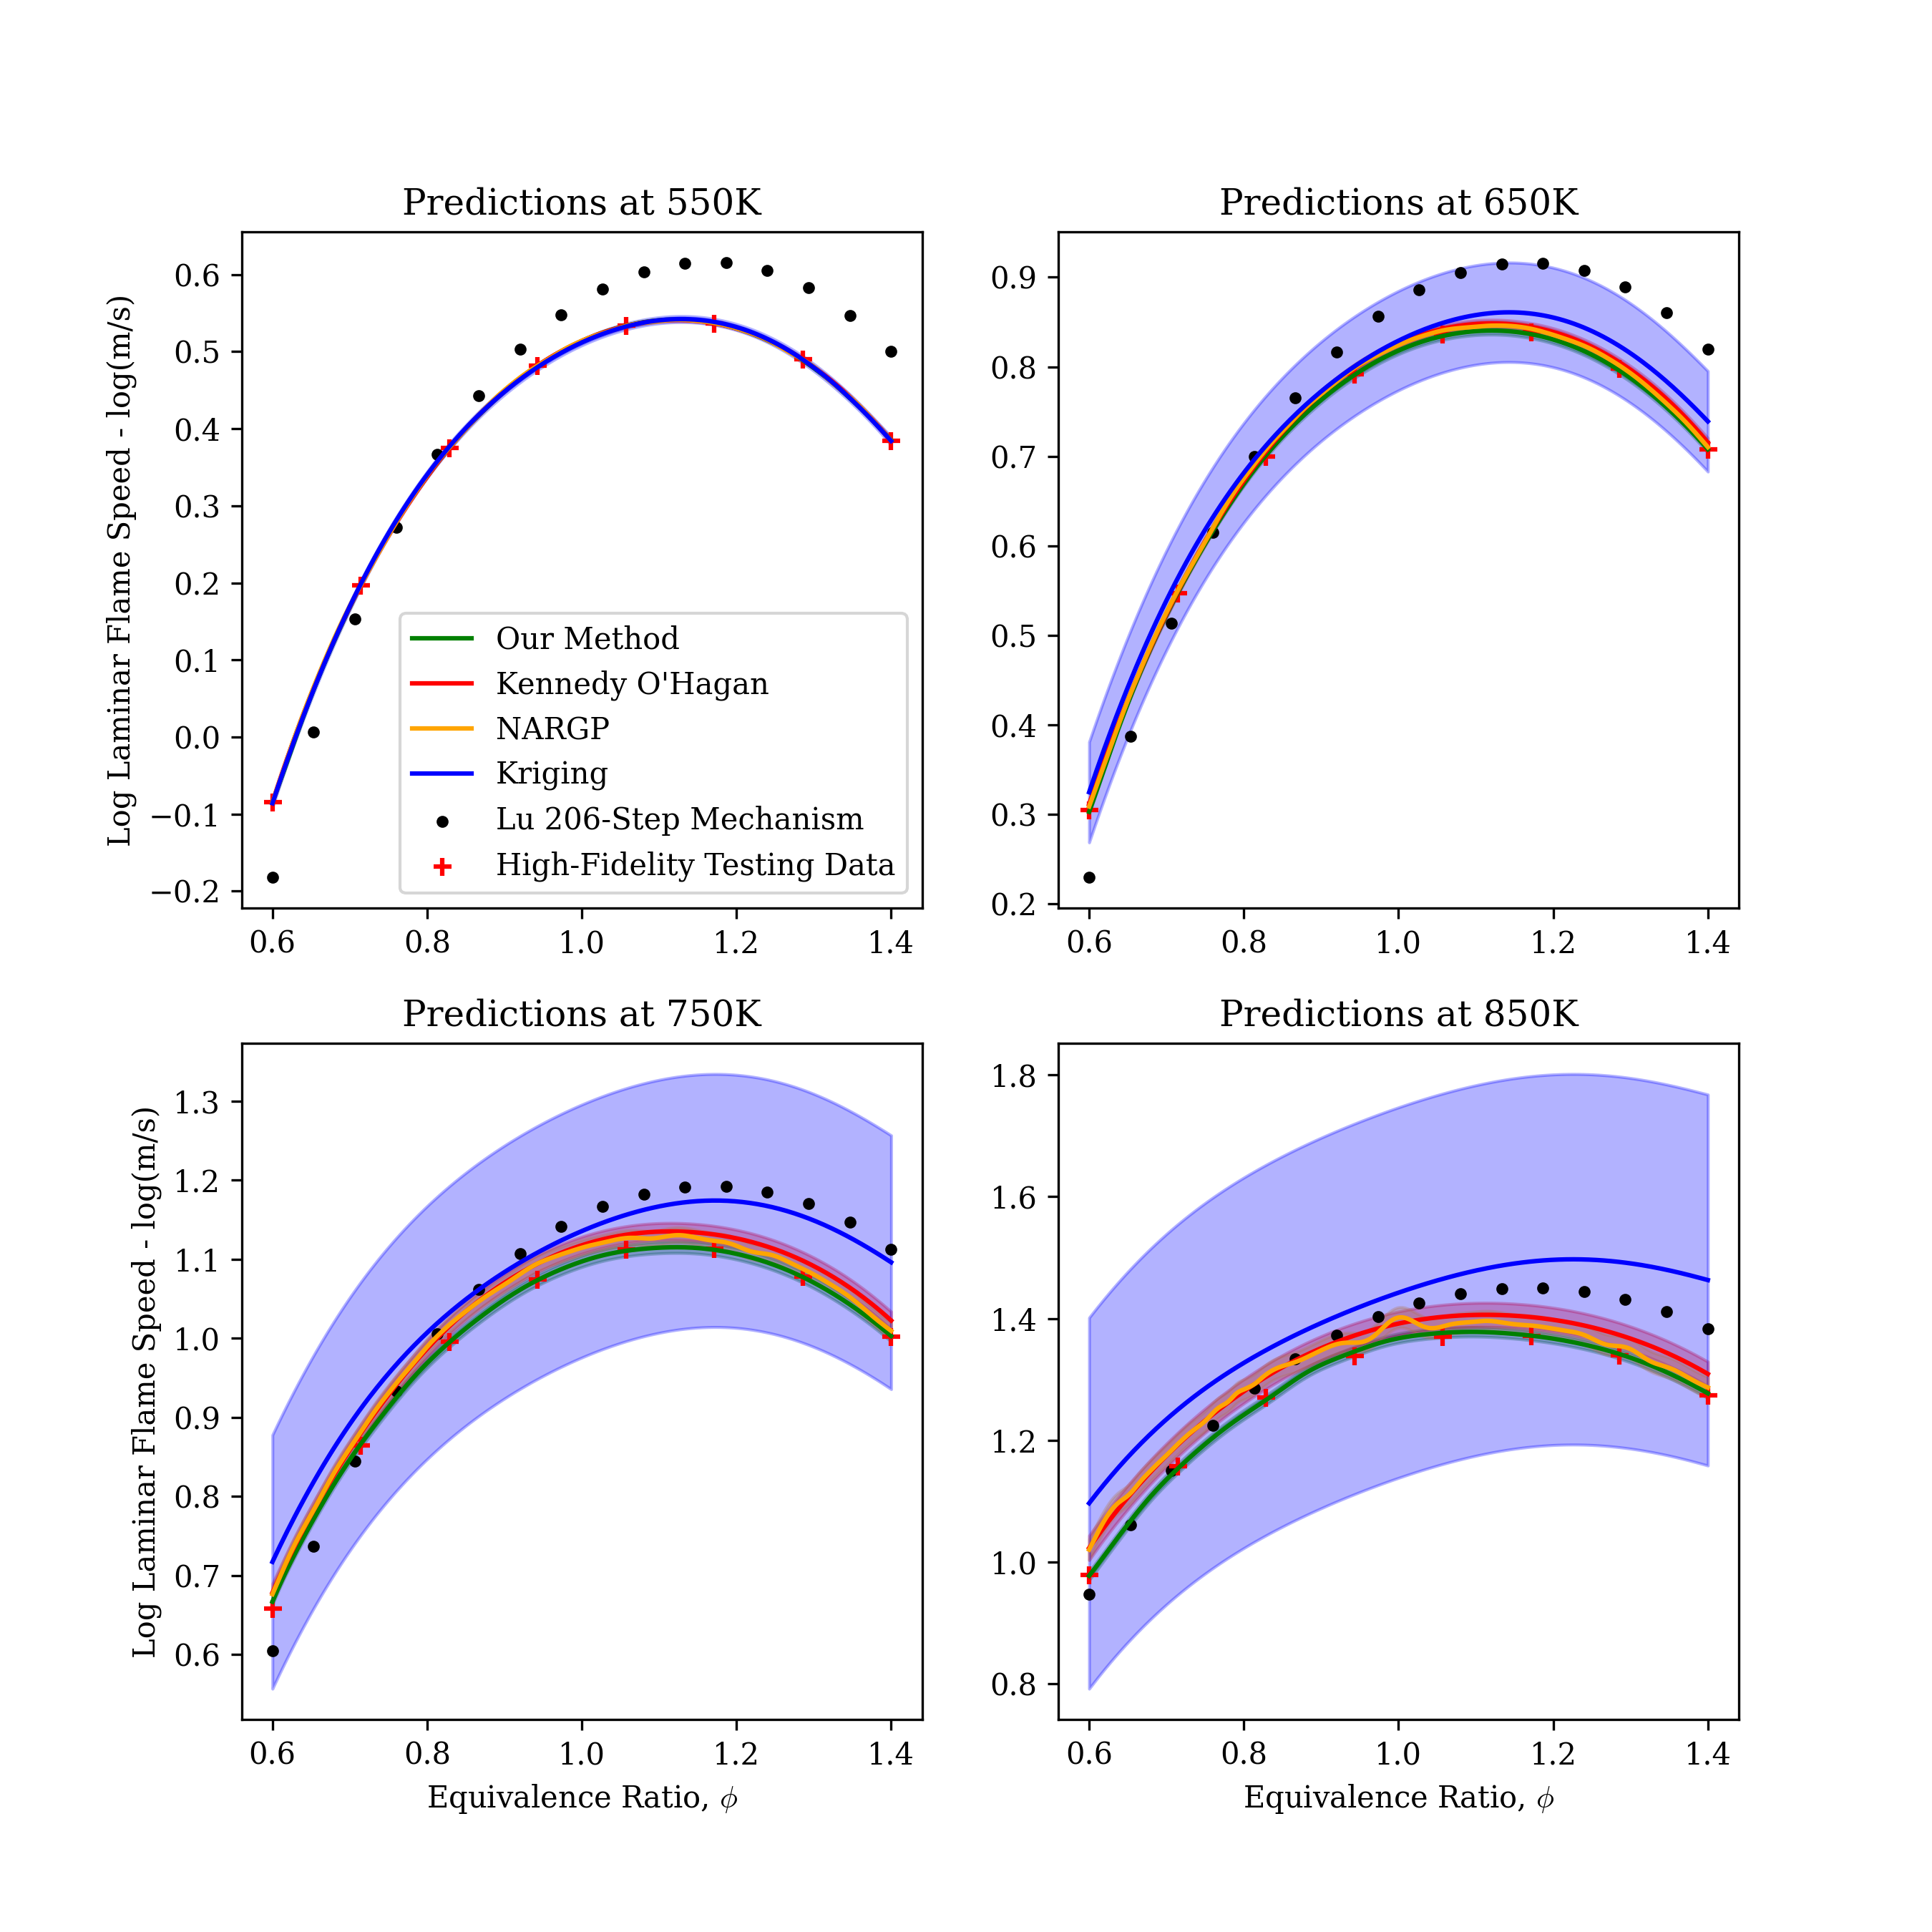 Predictions at 550K
Log Laminar Flame Speed - log(m/s)
0.6
0.5
0.4
0.3
0.2
0.1
0.0
−0.1
−0.2
Our Method
Kennedy O'Hagan
NARGP
Kriging
Lu 206-Step Mechanism
High-Fidelity Testing Data
0.6 0.8 1.0 1.2 1.4
Predictions at 650K
0.9
0.8
0.7
0.6
0.5
0.4
0.3
0.2
0.6 0.8 1.0 1.2 1.4
Predictions at 750K
Log Laminar Flame Speed - log(m/s)
1.3
1.2
1.1
1.0
0.9
0.8
0.7
0.6
0.6 0.8 1.0 1.2 1.4
Equivalence Ratio, ϕ
Predictions at 850K
1.8
1.6
1.4
1.2
1.0
0.8
0.6 0.8 1.0 1.2 1.4
Equivalence Ratio, ϕ